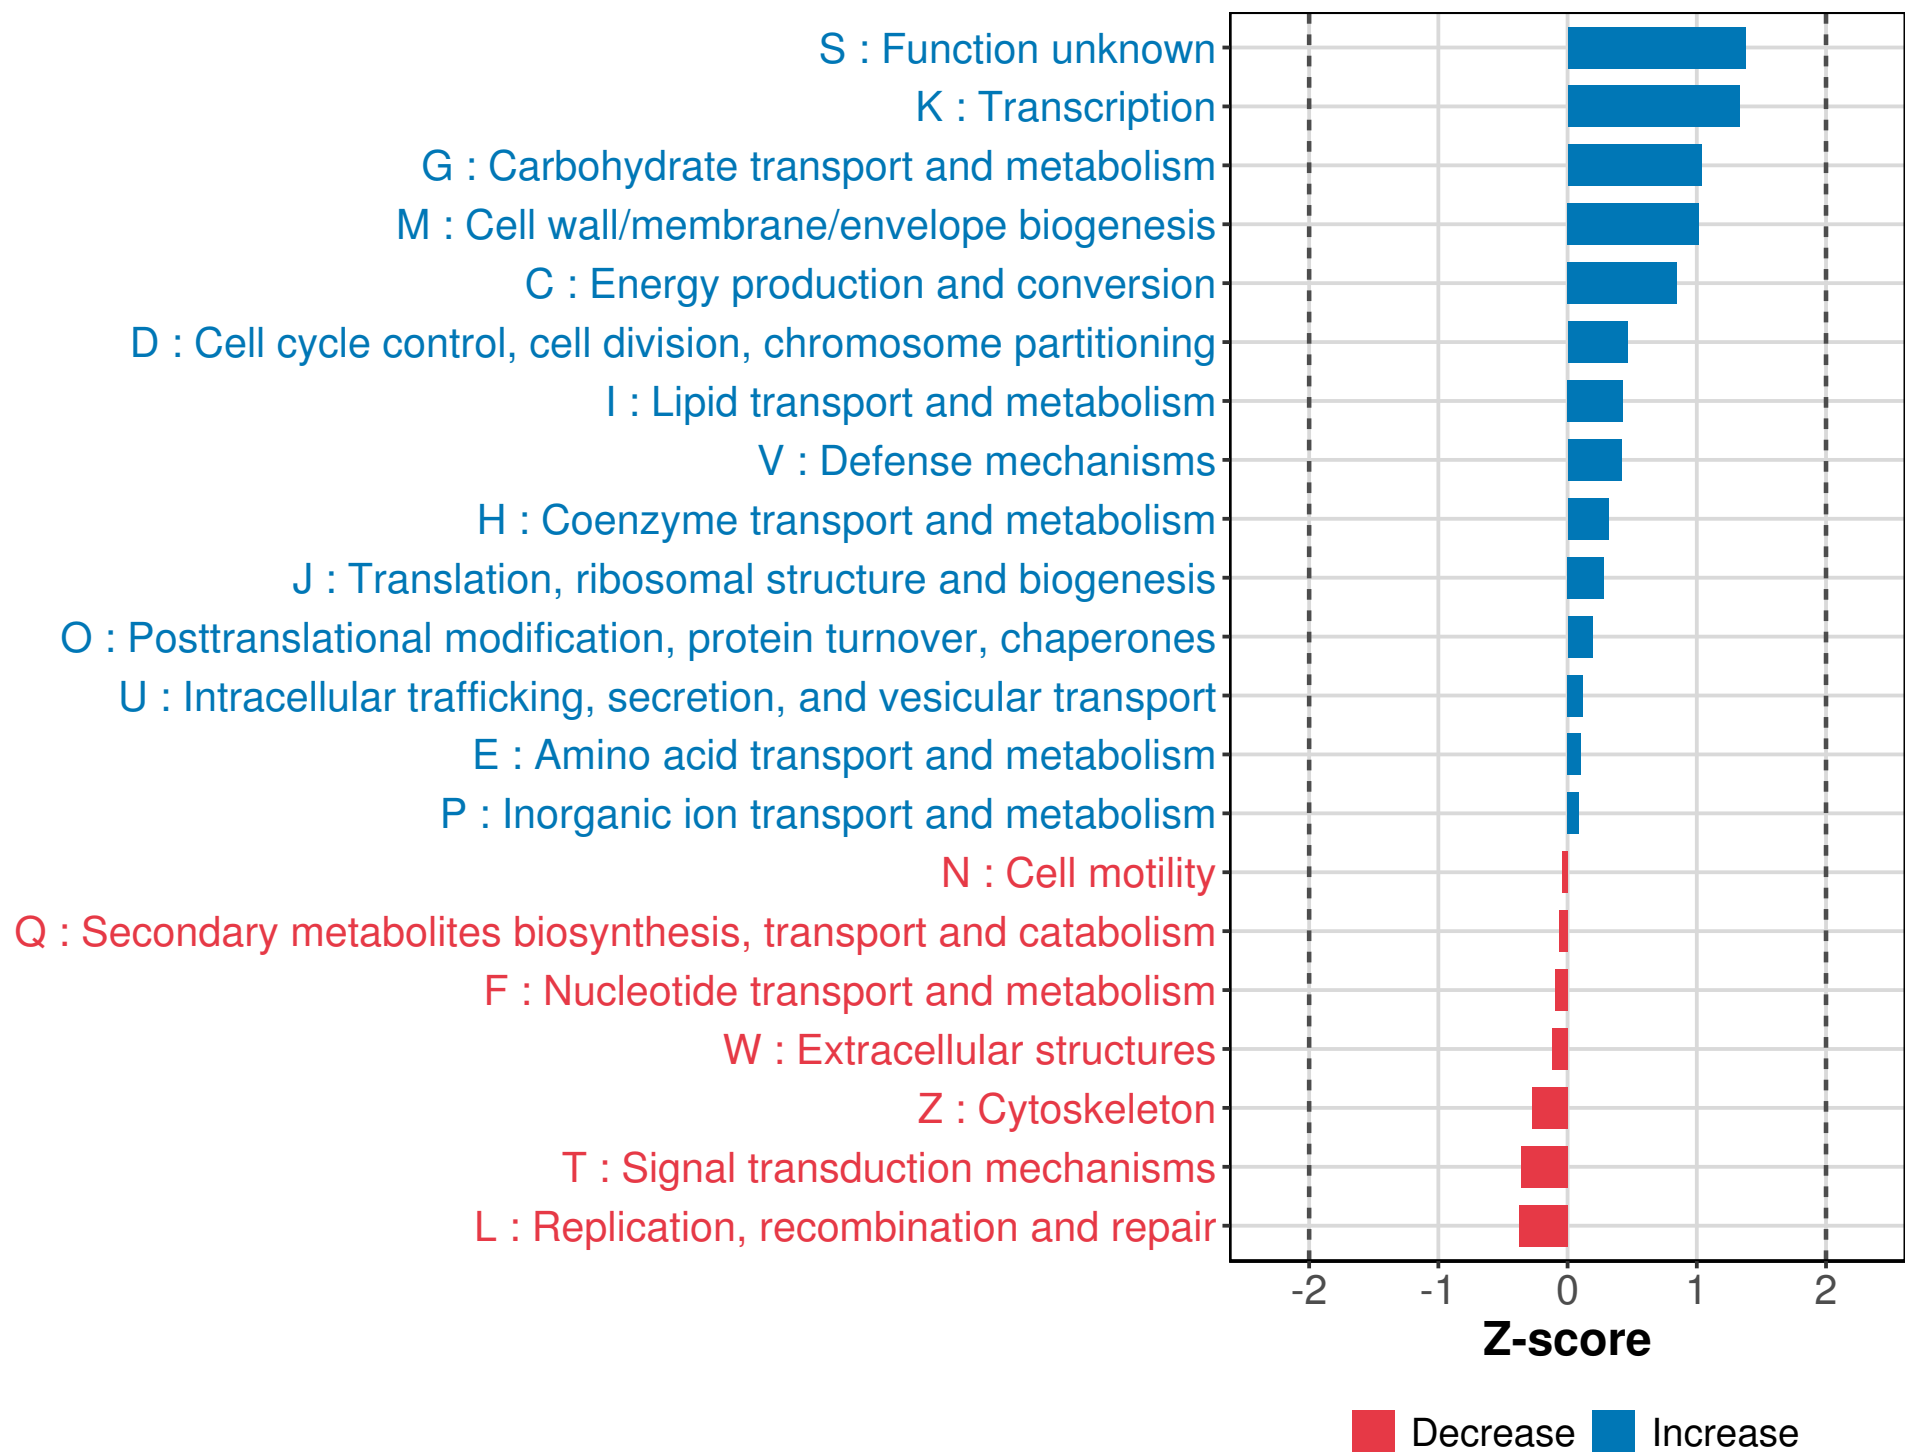 S : Function unknown
K : Transcription
G : Carbohydrate transport and metabolism
M : Cell wall/membrane/envelope biogenesis
C : Energy production and conversion
D : Cell cycle control, cell division, chromosome partitioning
I : Lipid transport and metabolism
V : Defense mechanisms
H : Coenzyme transport and metabolism
J : Translation, ribosomal structure and biogenesis
O : Posttranslational modification, protein turnover, chaperones
U : Intracellular trafficking, secretion, and vesicular transport
E : Amino acid transport and metabolism
P : Inorganic ion transport and metabolism
N : Cell motility
Q : Secondary metabolites biosynthesis, transport and catabolism
F : Nucleotide transport and metabolism
W : Extracellular structures
Z : Cytoskeleton
T : Signal transduction mechanisms
L : Replication, recombination and repair
-2 -1 0 1 2
Z-score
Decrease Increase